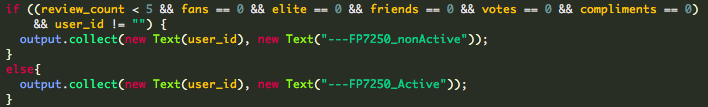 if ((review_count < 5 && fans == 0 && elite == 0 && friends == 0 && votes == 0 && compliments == 0)
&& user_id != "") {
output.collect(new Text(user_id), new Text("---FP7250_nonActive"));
}
else{
output.collect(new Text(user_id), new Text("---FP7250_Active"));
}